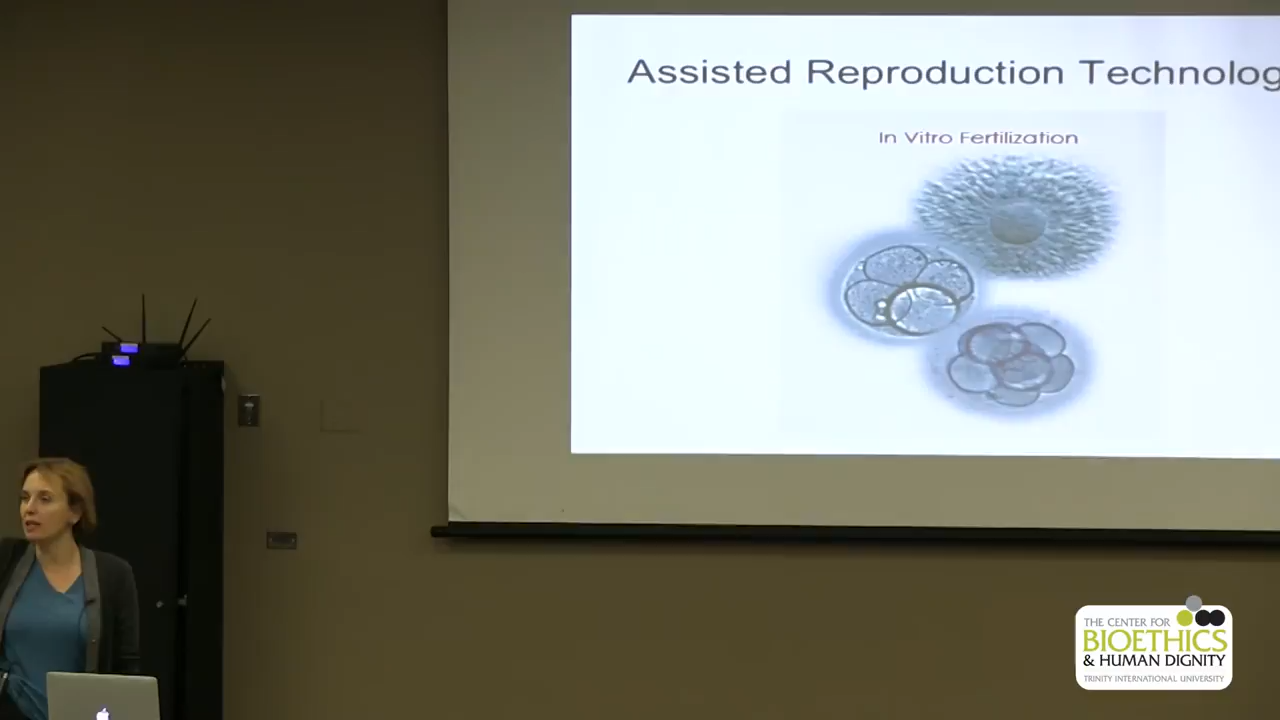 Assisted Reproduction Technolog
In Vitro Fertilization
THE CENTER FOR
BIOETHICS
& HUMAN DIGNITY
TRINITY INTERNATIONAL UNIVERSITY